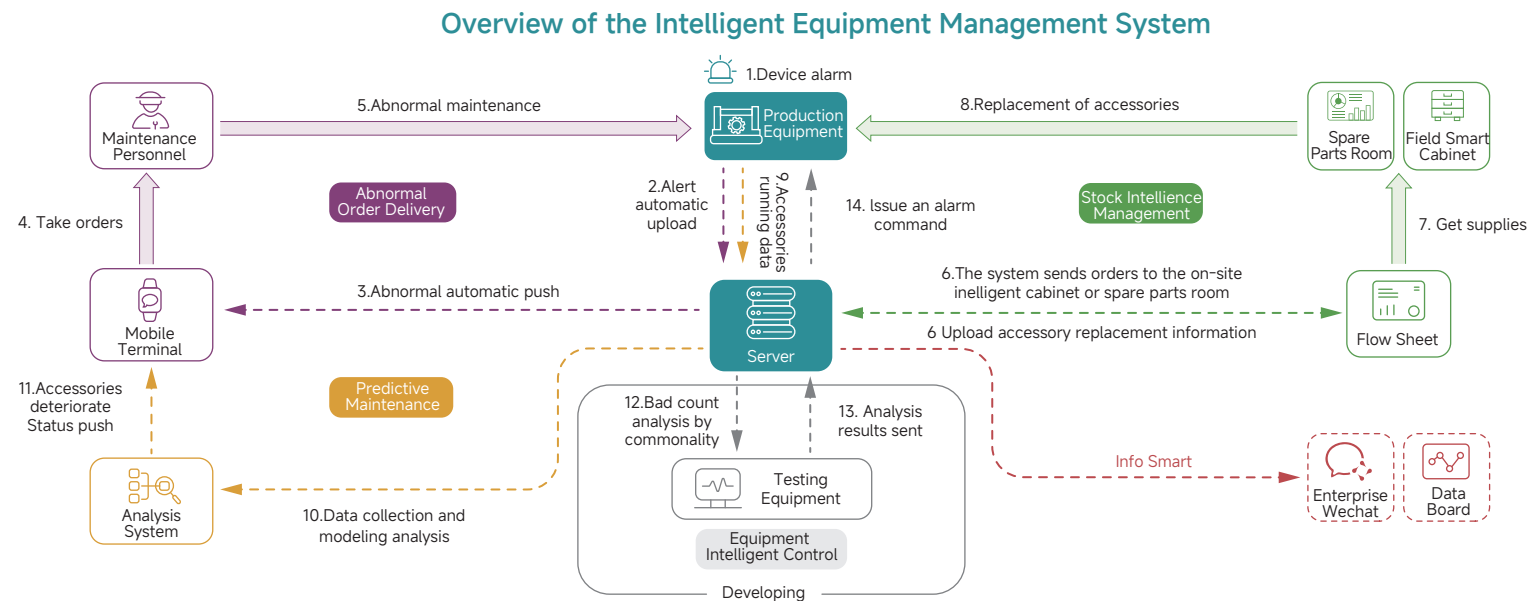 Overview of the Intelligent Equipment Management System
1.Device alarm
5.Abnormal maintenance
8.Replacement of accessories
Production
Equipment
Maintenance
Personnel
Spare
Parts Room
Field Smart
Cabinet
Abnormal
Order Delivery
2.Alert
automatic
upload
9.Accessories
running data
14. Issue an alarm
command
Stock Intellience
Management
4. Take orders
7. Get supplies
3.Abnormal automatic push
6.The system sends orders to the on-site
inelligent cabinet or spare parts room
6 Upload accessory replacement information
Mobile
Terminal
Server
Flow Sheet
11.Accessories
deteriorate
Status push
Predictive
Maintenance
12.Bad count
analysis by
commonality
13. Analysis
results sent
Info Smart
Analysis
System
Testing
Equipment
Enterprise
Wechat
Data
Board
10.Data collection and
modeling analysis
Equipment
Intelligent Control
Developing